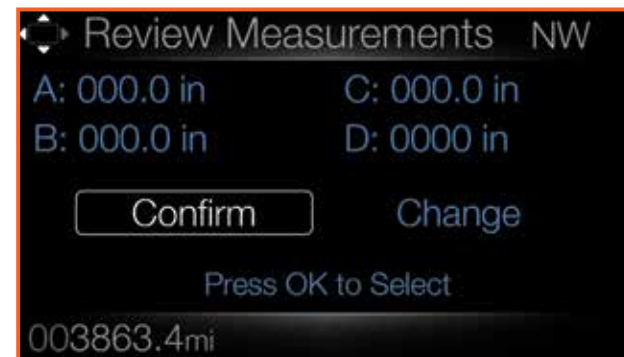 Review Measurements NW
A: 000.0 in C: 000.0 in
B: 000.0 in D: 0000 in
Confirm Change
Press OK to Select
003863.4mi